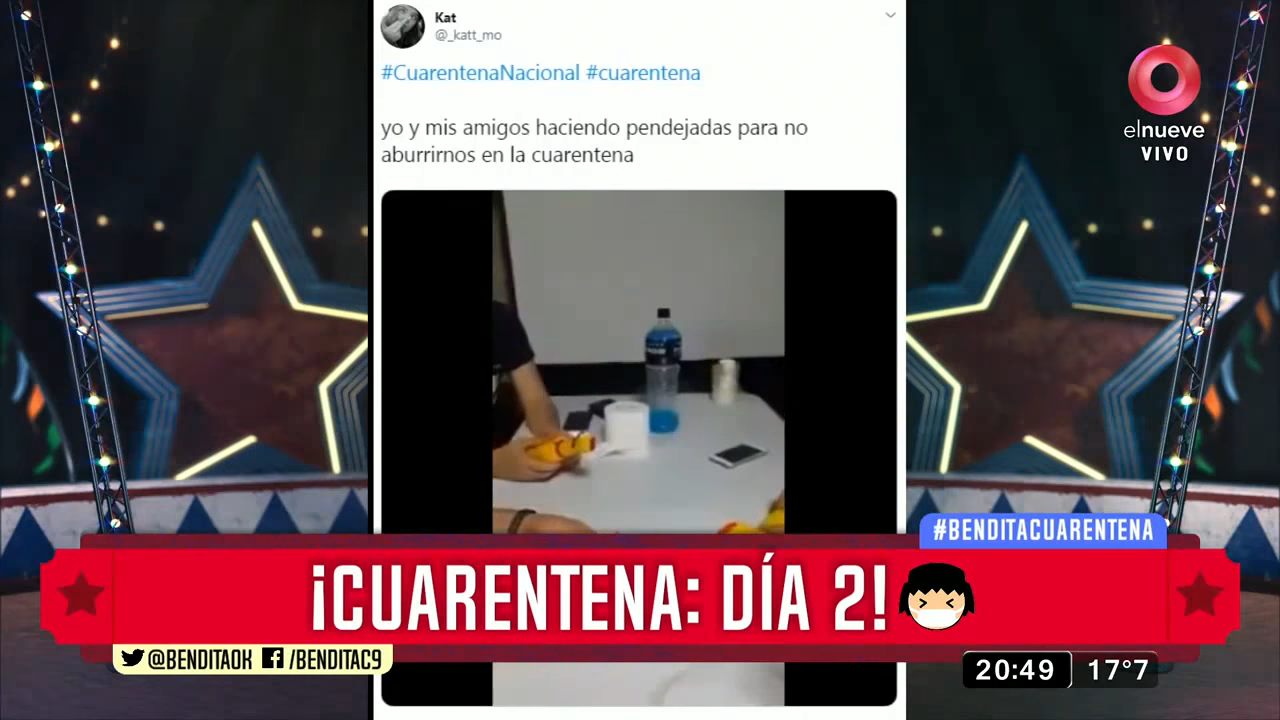 Kat
@_katt_mo
#CuarentenaNacional #cuarentena
yo y mis amigos haciendo pendejadas para no
aburrirnos en la cuarentena
elnueve
VIVO
#BENDITACUARENTENA
¡CUARENTENA: DÍA 2!
@BENDITAOK /BENDITAC9
20:49 17°7